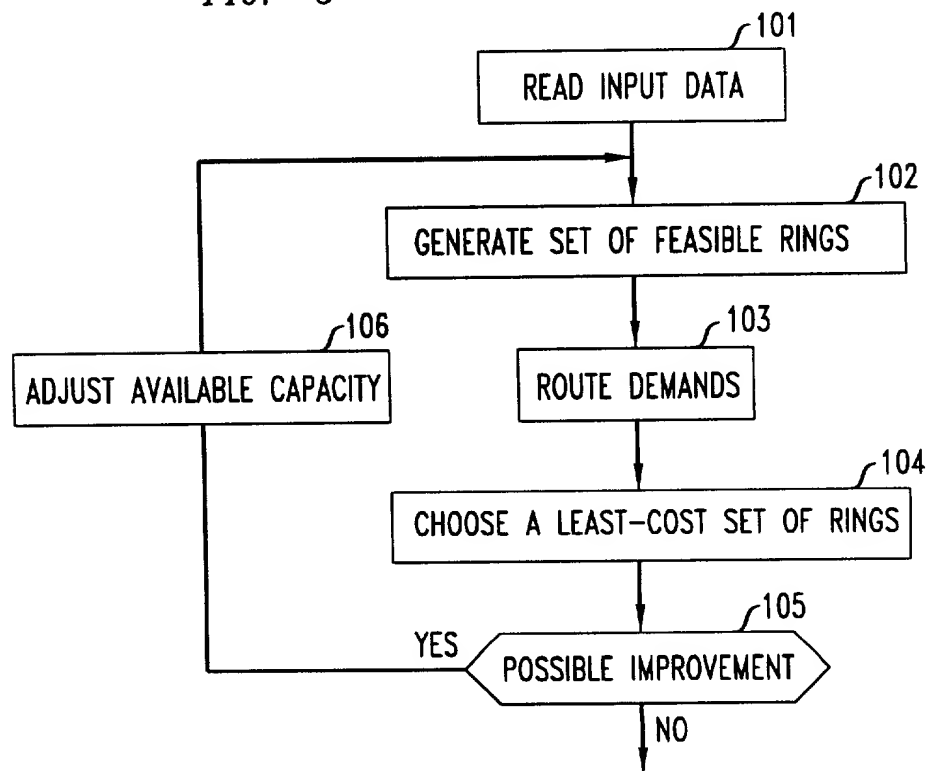 101
READ INPUT DATA
102
GENERATE SET OF FEASIBLE RINGS
106
103
ADJUST AVAILABLE CAPACITY
ROUTE DEMANDS
104
CHOOSE A LEAST-COST SET OF RINGS
105
YES
POSSIBLE IMPROVEMENT
NO